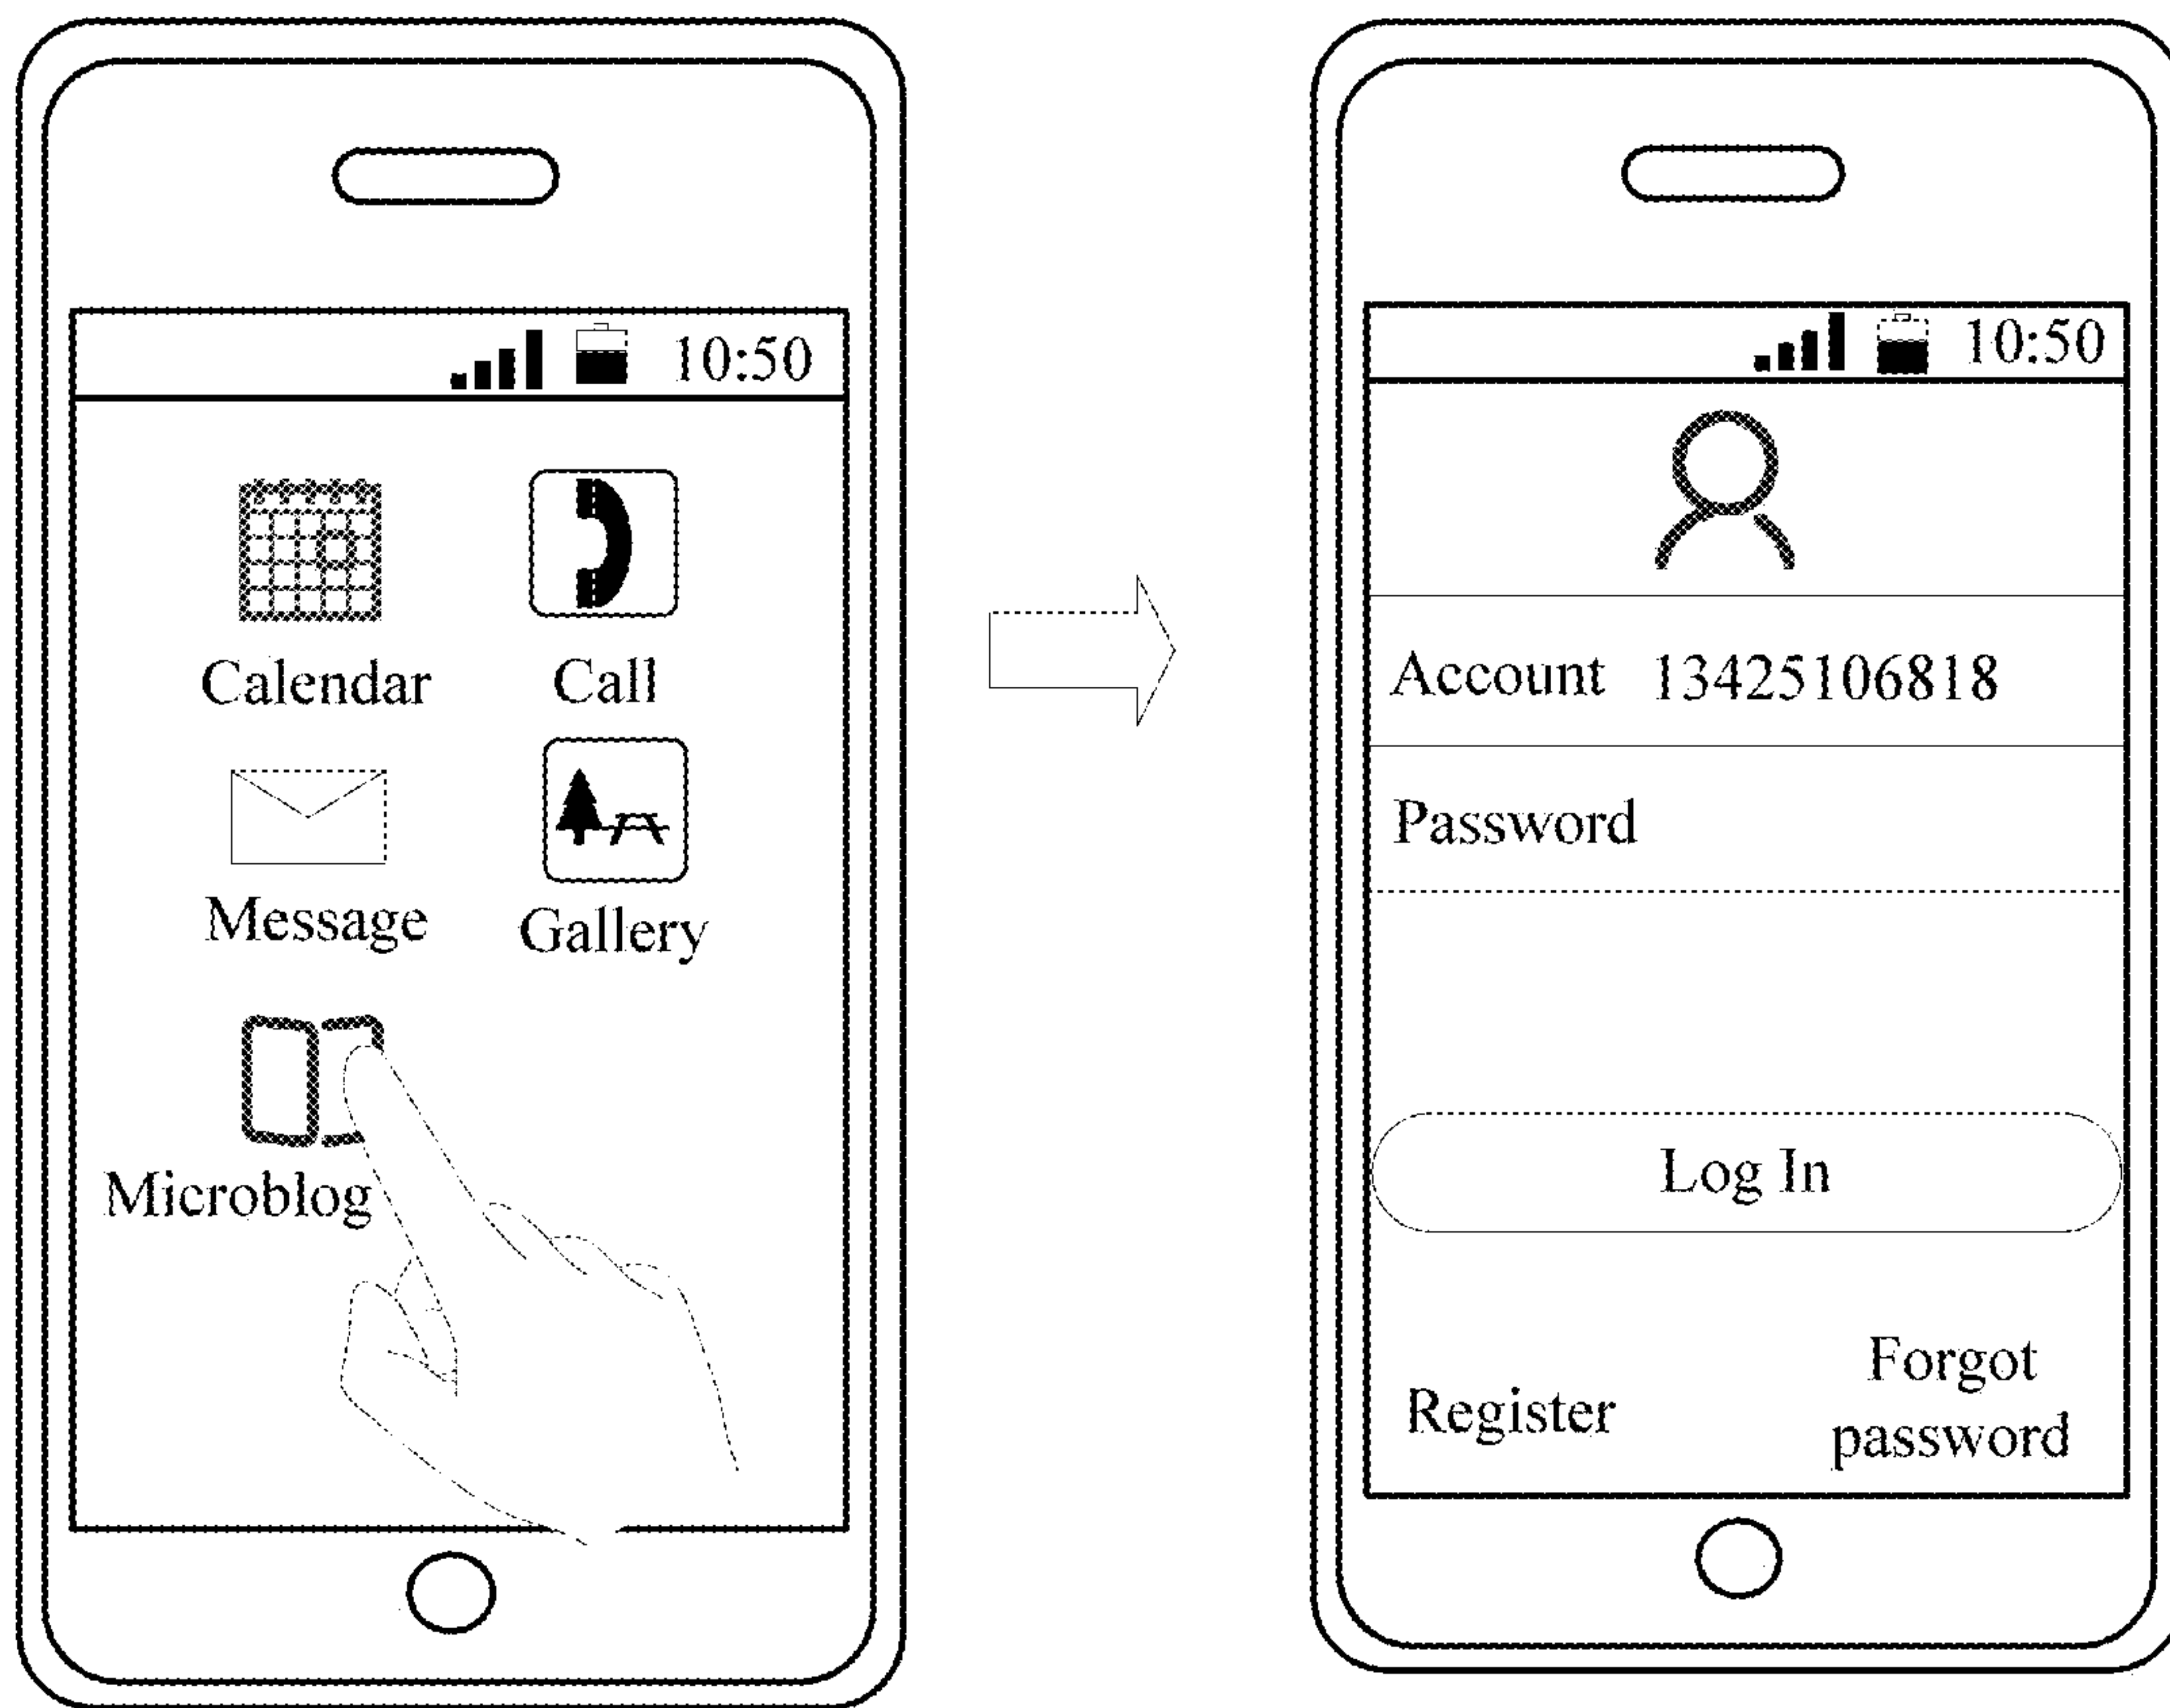 10:50
Calendar Call
Message Gallery
Microblog
10:50
Account 13425106818
Password
Log In
Register
Forgot
password